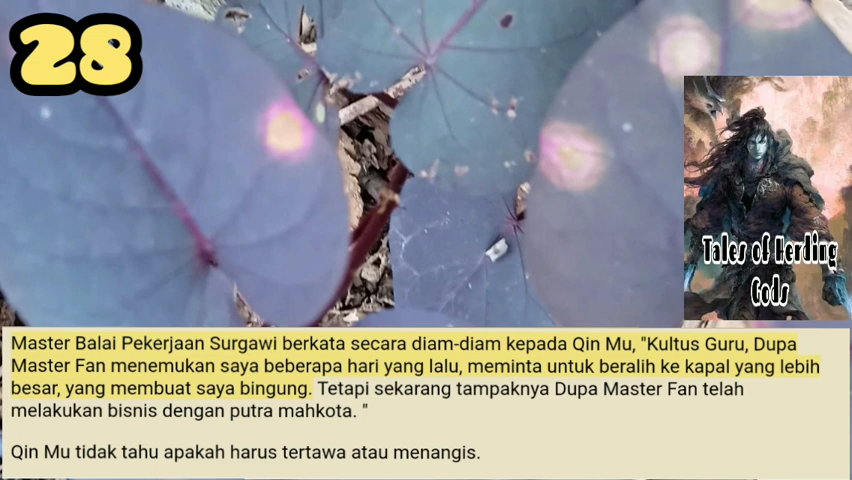 28
Tales of Herding
Gods
Master Balai Pekerjaan Surgawi berkata secara diam-diam kepada Qin Mu, "Kultus Guru, Dupa
Master Fan menemukan saya beberapa hari yang lalu, meminta untuk beralih ke kapal yang lebih
besar, yang membuat saya bingung. Tetapi sekarang tampaknya Dupa Master Fan telah
melakukan bisnis dengan putra mahkota. "
Qin Mu tidak tahu apakah harus tertawa atau menangis.